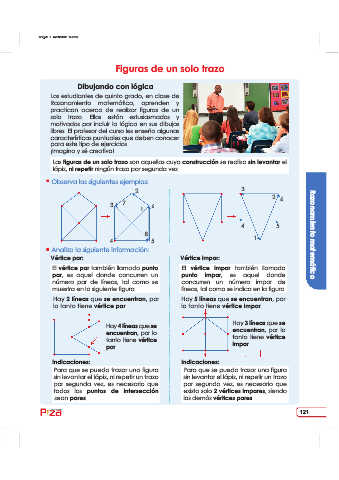 Figuras de un solo trazo
Dibujando con lógica
Los estudiantes de quinto grado, en clase de
Razonamiento matemático, aprenden y
practican acerca de realizar figuras de un
solo trazo. Ellos están entusiasmados y
motivados por incluir la lógica en sus dibujos
libres. El profesor del curso les enseña algunas
características puntuales que deben conocer
para este tipo de ejercicios
¡Imagina y sé creativo!
Las figuras de un solo trazo son aquellas cuya construcción se realiza sin levantar el
lápiz, ni repetir ningún trazo por segunda vez.
Observa los siguientes ejemplos:
Analiza la siguiente información:
Vértice par:
El vértice par también llamado punto
par, es aquel donde concurren un
número par de líneas, tal como se
muestra en la siguiente figura
Hay 2 líneas que se encuentran, por
lo tanto tiene vértice par
Hay 4 líneas que se
encuentran, por lo
tanto tiene vértice
par
Indicaciones:
Para que se pueda trazar una figura
sin levantar el lápiz, ni repetir un trazo
por segunda vez, es necesario que
todos los puntos de intersección
sean pares
Vértice impar:
El vértice impar también llamado
punto impar, es aquel donde
concurren un número impar de
líneas, tal como se indica en la figura
Hay 5 líneas que se encuentran, por
lo tanto tiene vértice impar
Hay 3 líneas que se
encuentran, por lo
tanto tiene vértice
impar
Indicaciones:
Para que se pueda trazar una figura
sin levantar el lápiz, ni repetir un trazo
por segunda vez, es necesario que
exista solo 2 vértices impares, siendo
los demás vértices pares
Razonamiento matemático
121